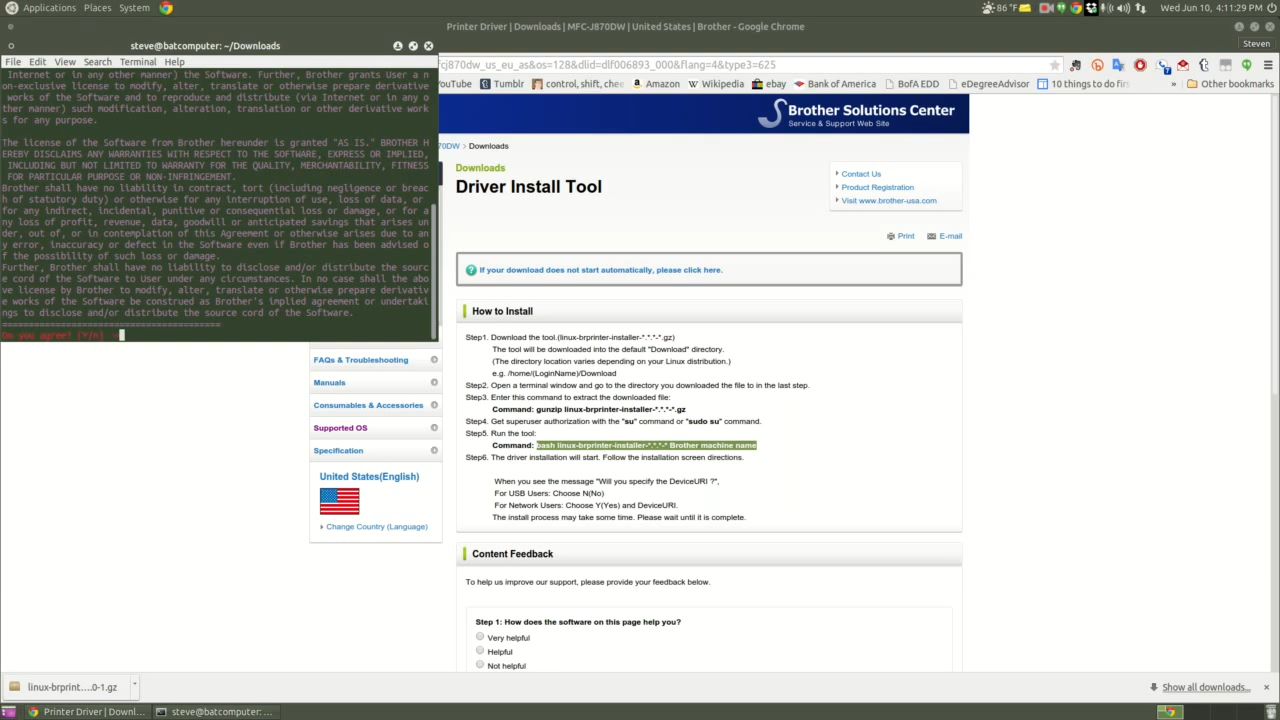 Applications Places System
86
Wed Jun 10, 4:11:29 PM
Printer Driver | Downloads | MFC-J870DW | United States | Brother - Google Chrome
Steven
steve@batcomputer: ~/Downloads
File Edit View Search Terminal Help
Internet or in any other manner) the Software. Further, Brother grants User a n
on-exclusive license to modify, alter, translate or otherwise prepare derivative
works of the Software and to reproduce and distribute (via Internet or in any o
ther manner) such modification, alteration, translation or other derivative work
s for any purpose.
The license of the Software from Brother hereunder is granted "AS IS." BROTHER H
EREBY DISCLAIMS ANY WARRANTIES WITH RESPECT TO THE SOFTWARE, EXPRESS OR IMPLIED,
INCLUDING BUT NOT LIMITED TO WARRANTY FOR THE QUALITY, MERCHANTABILITY, FITNESS
FOR PARTICULAR PURPOSE OR NON-INFRINGEMENT.
Brother shall have no liability in contract, tort (including negligence or breac
h of statutory duty) or otherwise for any interruption of use, loss of data, or
for any indirect, incidental, punitive or consequential loss or damage, or for a
ny loss of profit, revenue, data, goodwill or anticipated savings that arises un
der, out of, or in contemplation of this Agreement or otherwise arises due to an
y error, inaccuracy or defect in the Software even if Brother has been advised o
f the possibility of such loss or damage.
Further, Brother shall have no liability to disclose and/or distribute the sourc
e cord of the Software to User under any circumstances. In no case shall the abo
ve license by Brother to modify, alter, translate or otherwise prepare derivativ
e works of the Software be construed as Brother's implied agreement or undertaki
ngs to disclose and/or distribute the source cord of the Software.
=========================================
Do you agree? [Y/n]
cj870dw_us_eu_as&os=128&dlid=dlf006893_000&flang=4&type3=625
ouTube Tumblr control, shift, che Amazon Wikipedia ebay Bank of America BofA EDD eDegreeAdvisor 10 things to do firs » Other bookmarks
Brother Solutions Center
Service & Support Web Site
70DW > Downloads
Downloads
Driver Install Tool
Contact Us
Product Registration
Visit www.brother-usa.com
Print E-mail
If your download does not start automatically, please click here.
How to Install
Step1. Download the tool.(linux-brprinter-installer-*.*.*-*.gz)
The tool will be downloaded into the default "Download" directory.
(The directory location varies depending on your Linux distribution.)
e.g. /home/(LoginName)/Download
Step2. Open a terminal window and go to the directory you downloaded the file to in the last step.
Step3. Enter this command to extract the downloaded file:
Command: gunzip linux-brprinter-installer-*.*.*-*.gz
Step4. Get superuser authorization with the "su" command or "sudo su" command.
Step5. Run the tool:
Command: bash linux-brprinter-installer-*.*.*-* Brother machine name
Step6. The driver installation will start. Follow the installation screen directions.
When you see the message "Will you specify the DeviceURI ?",
For USB Users: Choose N(No)
For Network Users: Choose Y(Yes) and DeviceURI.
The install process may take some time. Please wait until it is complete.
FAQs & Troubleshooting
Manuals
Consumables & Accessories
Supported OS
Specification
United States(English)
Change Country (Language)
Content Feedback
To help us improve our support, please provide your feedback below.
Step 1: How does the software on this page help you?
Very helpful
Helpful
Not helpful
linux-brprint....0-1.gz
Show all downloads...
Printer Driver | Downl... steve@batcomputer: ...